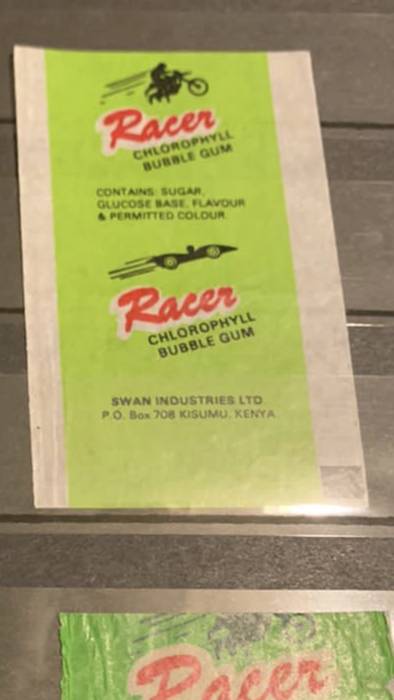 Racer
CHLOROPHYLL
BUBBLE GUM
CONTAINS: SUGAR,
GLUCOSE BASE, FLAVOUR
& PERMITTED COLOUR.
Racer
CHLOROPHYLL
BUBBLE GUM
SWAN INDUSTRIES LTD
P.O. Box 708 KISUMU. KENYA
Racer